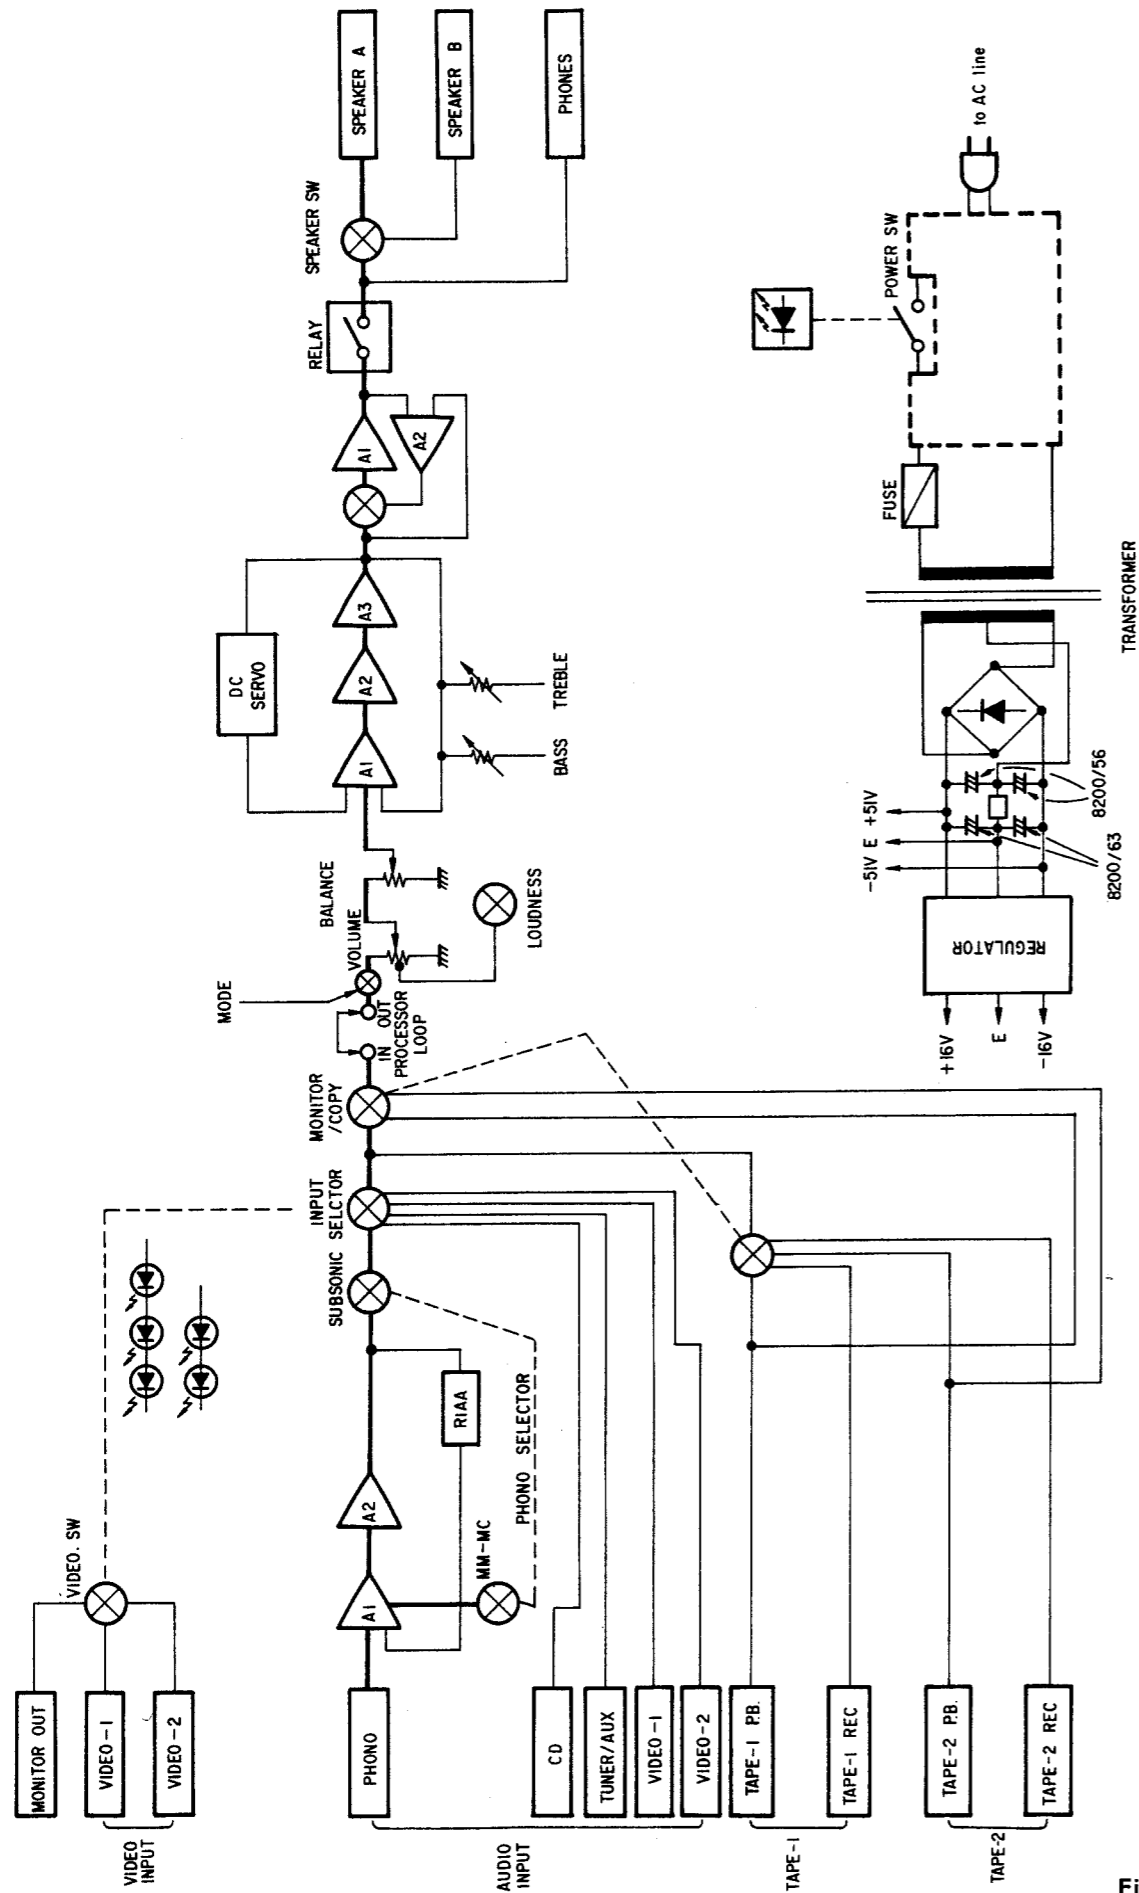 SPEAKER A
SPEAKER B
PHONES
SPEAKER SW
RELAY
A1
A2
DC
SERVO
A3
A2
A1
TREBLE
BASS
BALANCE
VOLUME
LOUDNESS
MODE
OUT
IN
PROCESSOR
LOOP
MONITOR
/COPY
INPUT
SELCTOR
SUBSONIC
RIAA
PHONO SELECTOR
A2
A1
MM-MC
VIDEO. SW
MONITOR OUT
VIDEO-1
VIDEO-2
VIDEO
INPUT
PHONO
CD
TUNER/AUX
VIDEO-1
VIDEO-2
AUDIO
INPUT
TAPE-1 P.B.
TAPE-1 REC
TAPE-1
TAPE-2 P.B.
TAPE-2 REC
TAPE-2
to AC line
POWER SW
FUSE
TRANSFORMER
8200/56
8200/63
+51V
E
-51V
REGULATOR
+16V
E
-16V
Fi